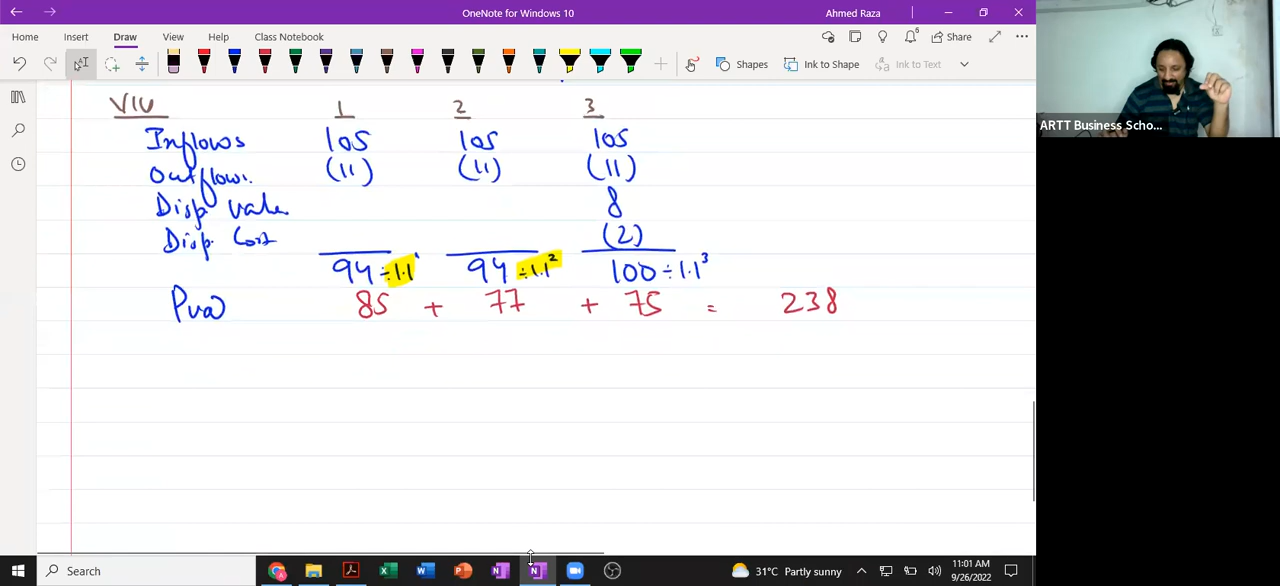 OneNote for Windows 10
Ahmed Raza
Home Insert Draw View Help Class Notebook
Share
Shapes Ink to Shape Ink to Text
ARTT Business Scho...
VIU 1 2 3
Inflows 105 105 105
Outflows. (11) (11) (11)
Disp value 8
Disp. Cost (2)
94 ÷ 1.1¹ 94 ÷ 1.1² 100 ÷ 1.1³
85 + 77 + 75 = 238
Search
31°C Partly sunny
11:01 AM
9/26/2022